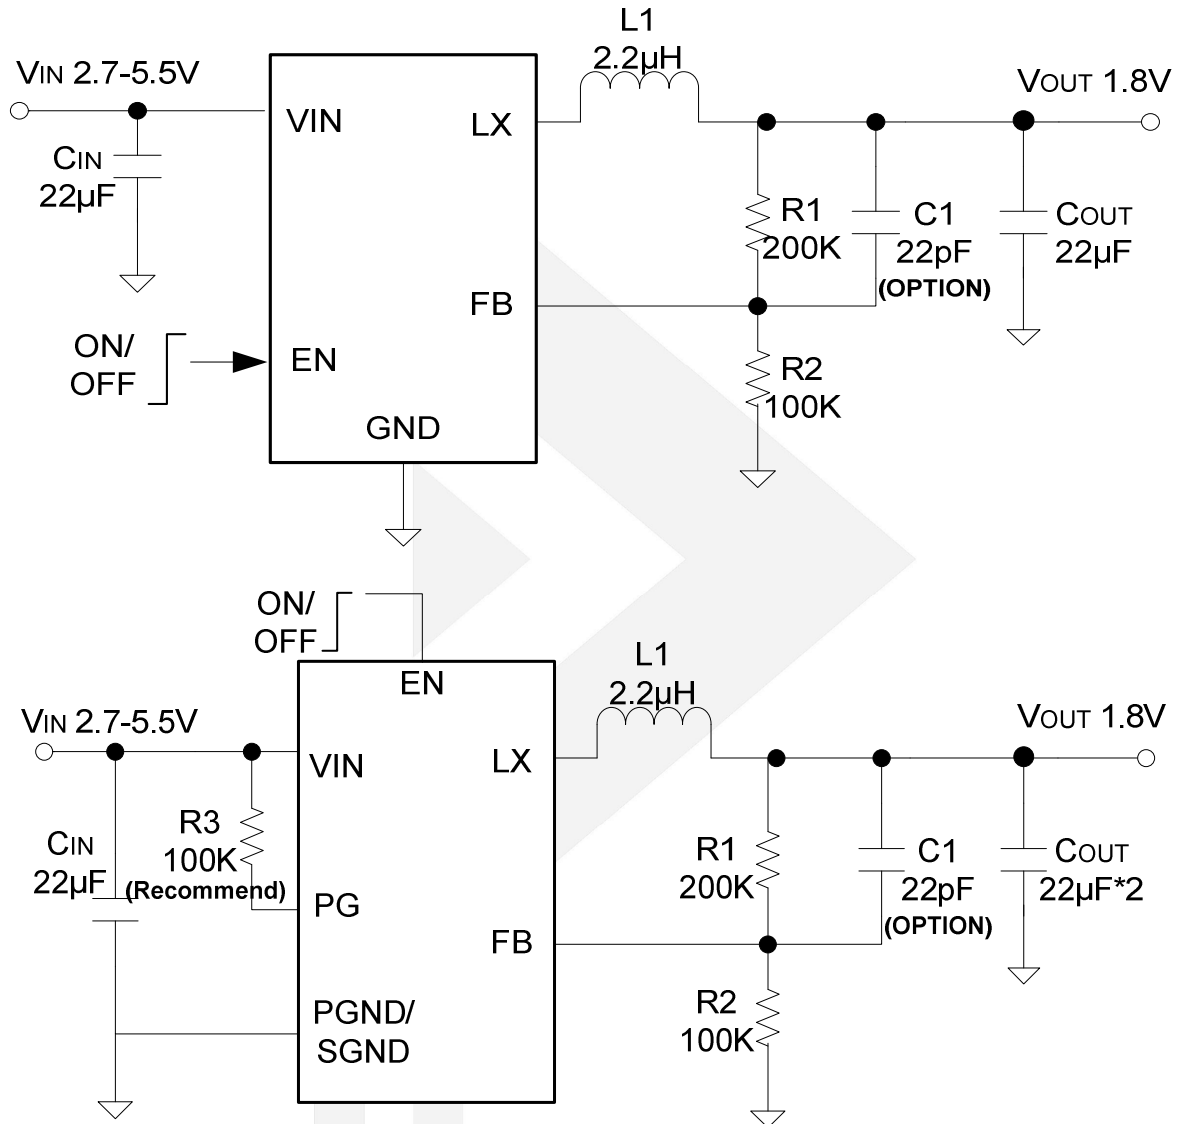 L1
2.2µH
VIN 2.7-5.5V
VOUT 1.8V
VIN
LX
CIN
22µF
R1
200K
C1
22pF
(OPTION)
COUT
22µF
FB
ON/
OFF
EN
R2
100K
GND
ON/
OFF
EN
L1
2.2µH
VIN 2.7-5.5V
VOUT 1.8V
VIN
LX
R3
100K
(Recommend)
CIN
22µF
R1
200K
C1
22pF
(OPTION)
COUT
22µF*2
PG
FB
PGND/
SGND
R2
100K